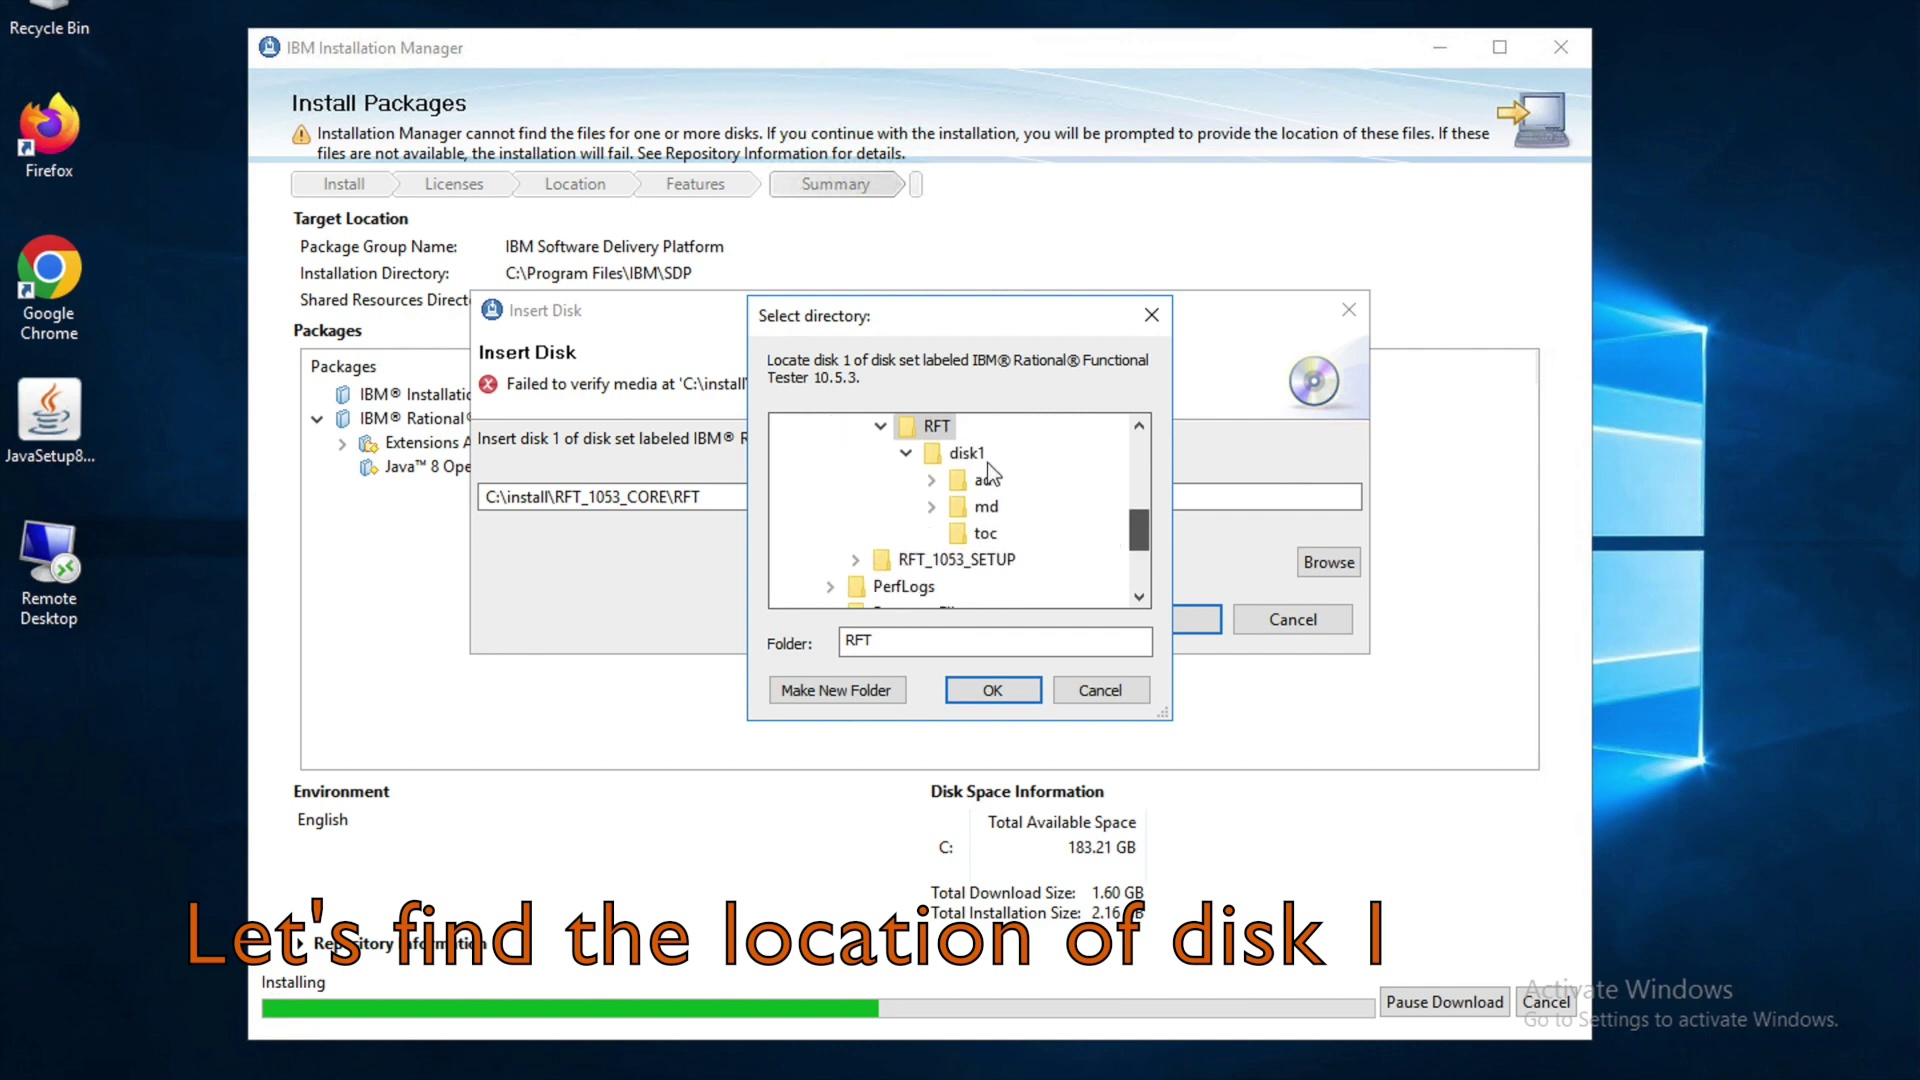 Recycle Bin
Firefox
Google
Chrome
JavaSetup8...
Remote
Desktop
IBM Installation Manager
Install Packages
Installation Manager cannot find the files for one or more disks. If you continue with the installation, you will be prompted to provide the location of these files. If these
files are not available, the installation will fail. See Repository Information for details.
Install
Licenses
Location
Features
Summary
Target Location
Package Group Name: IBM Software Delivery Platform
Installation Directory: C:\Program Files\IBM\SDP
Shared Resources Direct
Packages
Packages
IBM® Installatio
IBM® Rational®
Extensions A
Java™ 8 Ope
Insert Disk
Insert Disk
Failed to verify media at 'C:\install\
Insert disk 1 of disk set labeled IBM® R
C:\install\RFT_1053_CORE\RFT
Browse
Cancel
Select directory:
Locate disk 1 of disk set labeled IBM® Rational® Functional
Tester 10.5.3.
RFT
disk1
md
toc
RFT_1053_SETUP
PerfLogs
Folder: RFT
Make New Folder
OK
Cancel
Environment
English
Disk Space Information
Total Available Space
C: 183.21 GB
Total Download Size: 1.60 GB
Total Installation Size: 2.16 GB
Repository Information
Let's find the location of disk 1
Installing
Pause Download
Cancel
Activate Windows
Go to Settings to activate Windows.